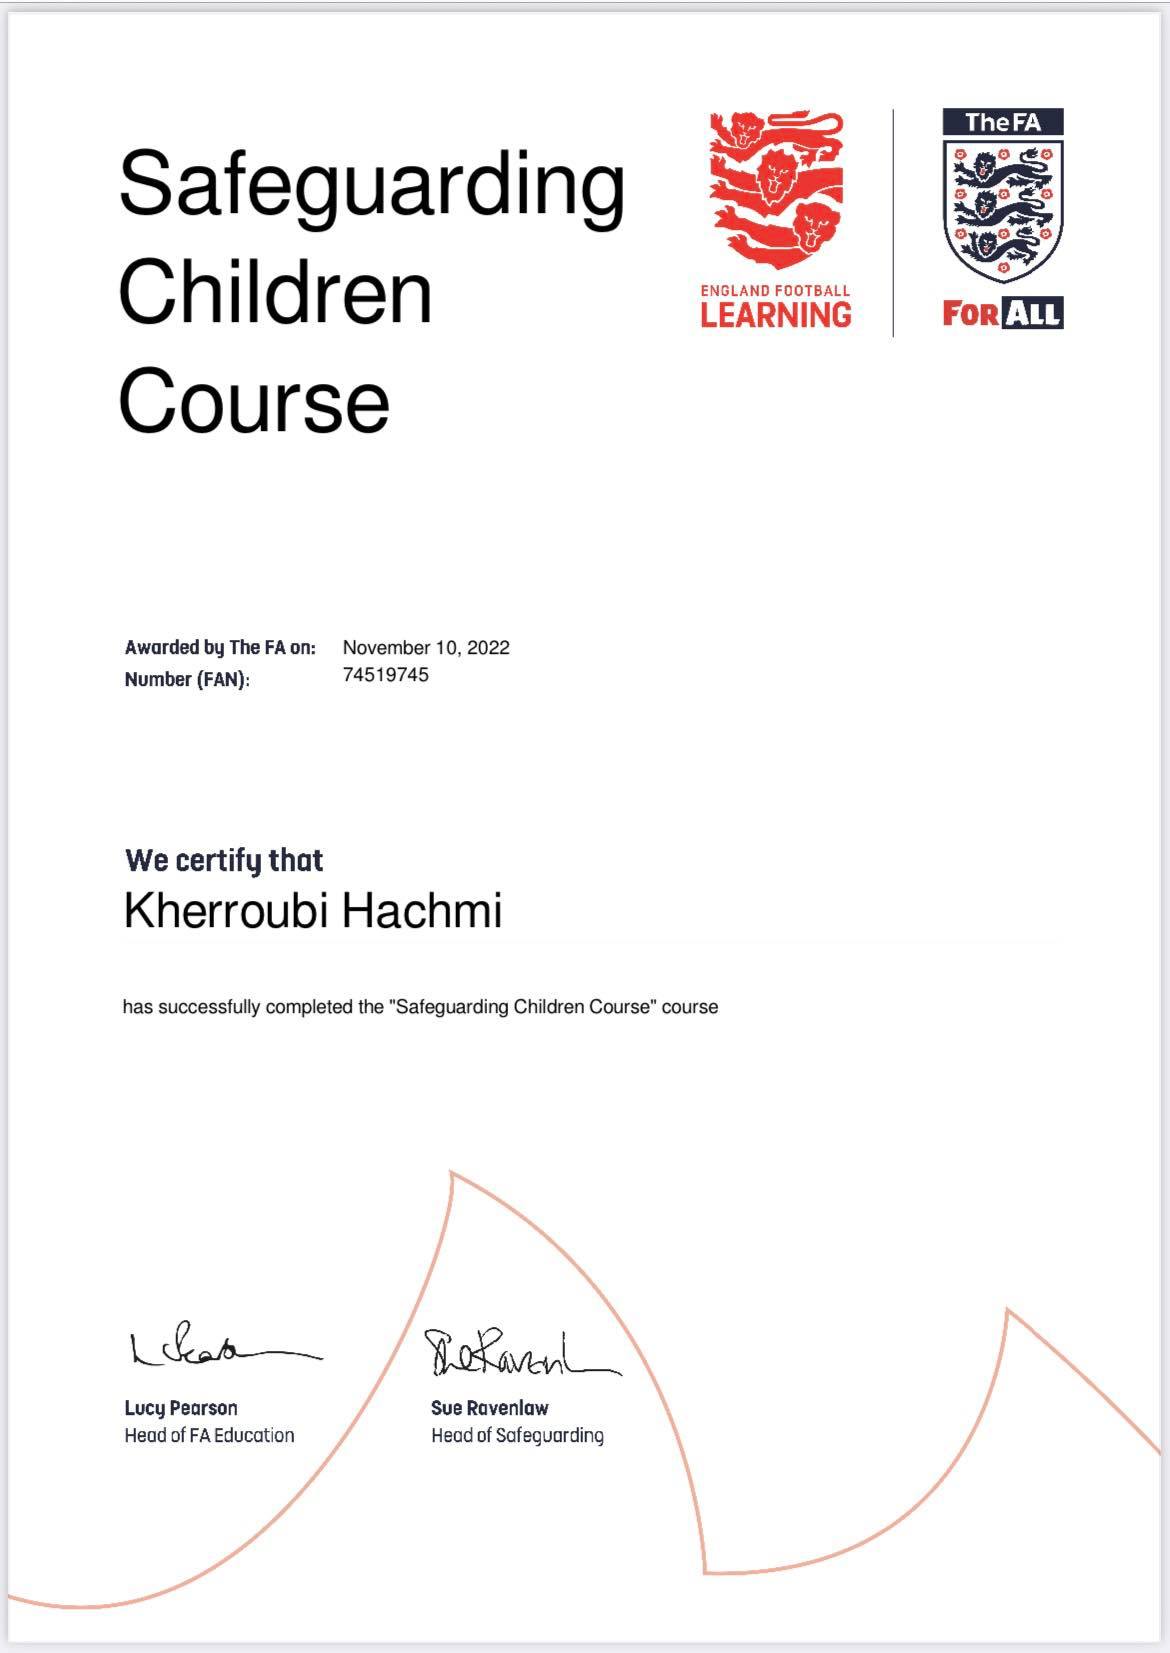 Safeguarding
Children
Course
ENGLAND FOOTBALL
LEARNING
The FA
FOR ALL
Awarded by The FA on: November 10, 2022
Number (FAN): 74519745
We certify that
Kherroubi Hachmi
has successfully completed the "Safeguarding Children Course" course
Lucy Pearson
Head of FA Education
Sue Ravenlaw
Head of Safeguarding